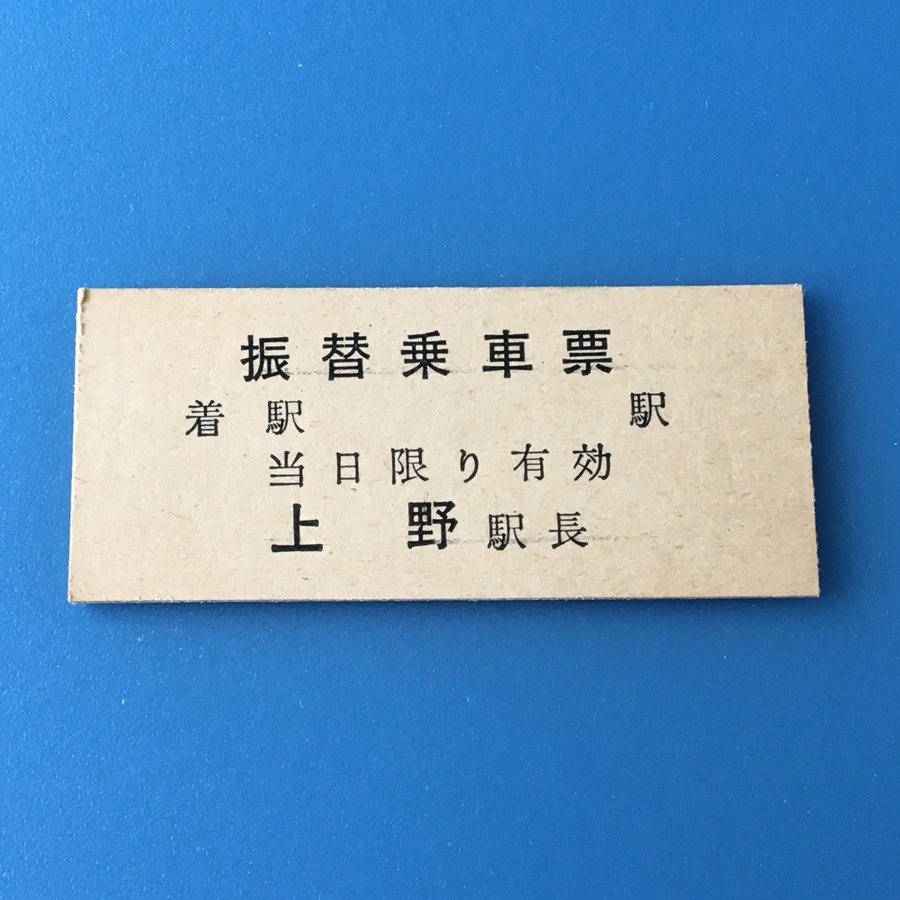 振替乗車票
着駅 駅
当日限り有効
上野駅長